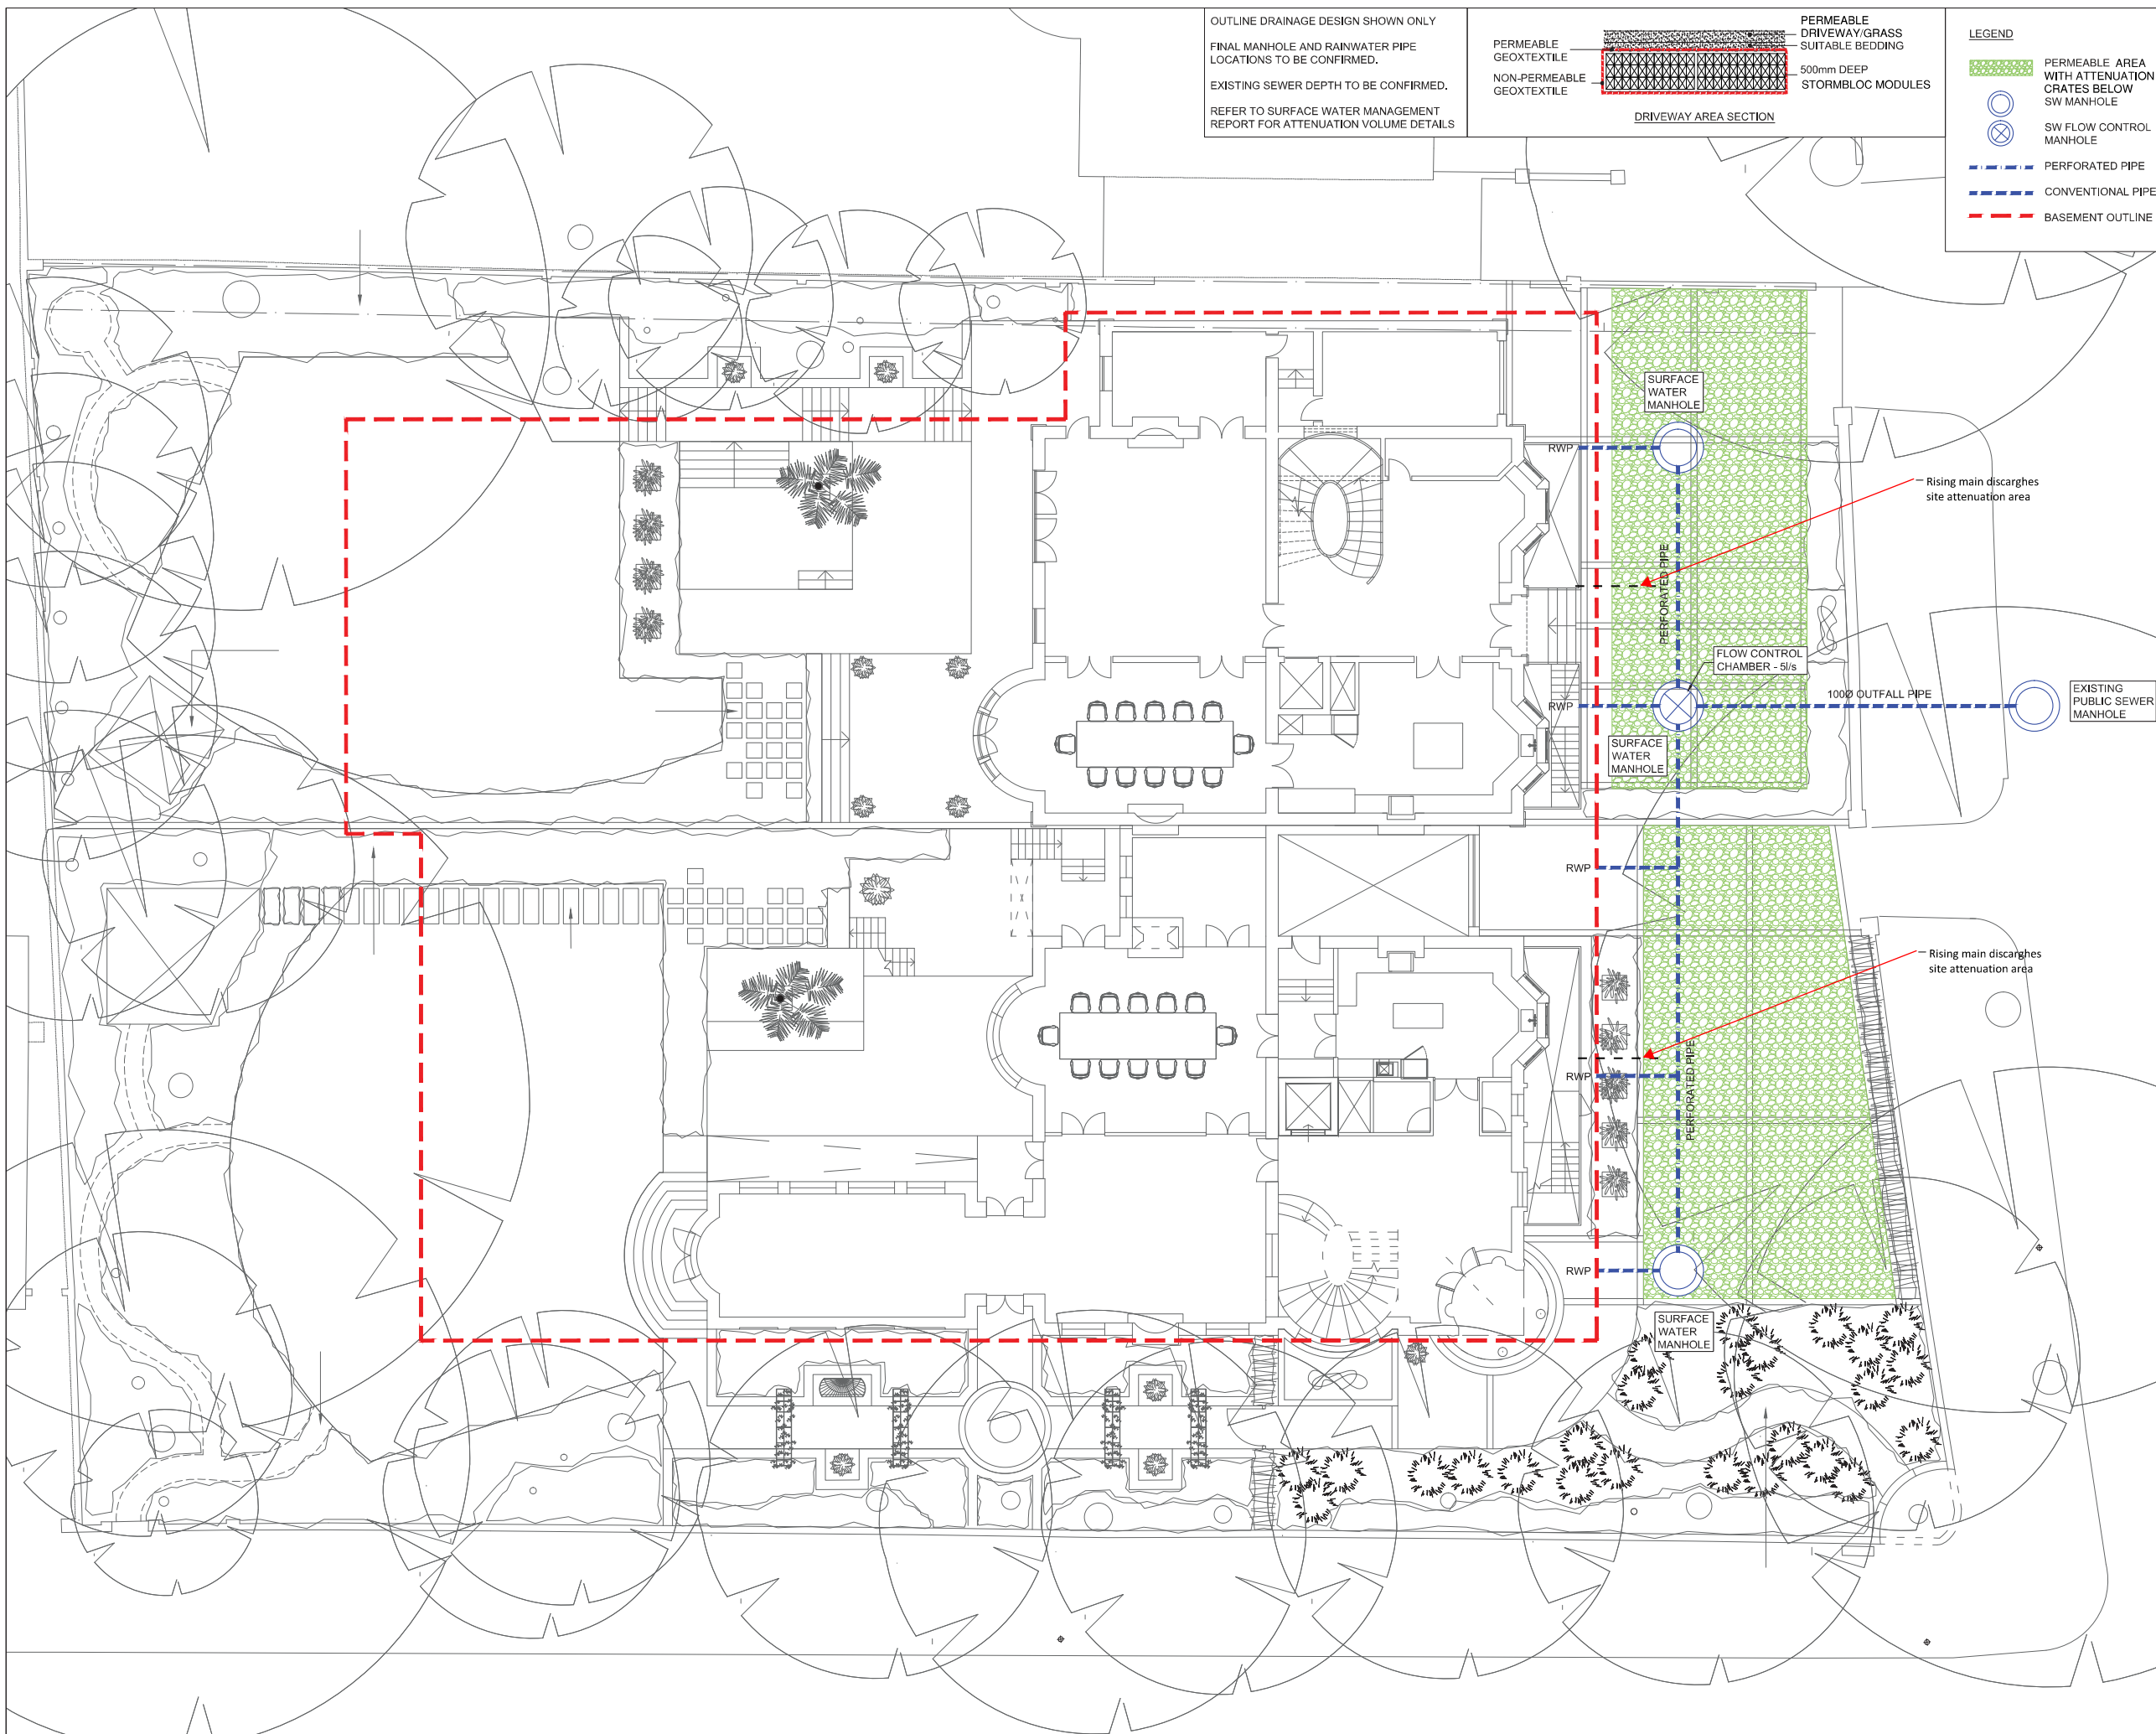 OUTLINE DRAINAGE DESIGN SHOWN ONLY
FINAL MANHOLE AND RAINWATER PIPE
LOCATIONS TO BE CONFIRMED.
EXISTING SEWER DEPTH TO BE CONFIRMED.
REFER TO SURFACE WATER MANAGEMENT
REPORT FOR ATTENUATION VOLUME DETAILS
PERMEABLE
GEOXTEXTILE
NON-PERMEABLE
GEOXTEXTILE
PERMEABLE
DRIVEWAY/GRASS
SUITABLE BEDDING
500mm DEEP
STORMBLOC MODULES
DRIVEWAY AREA SECTION
LEGEND
PERMEABLE AREA
WITH ATTENUATION
CRATES BELOW
SW MANHOLE
SW FLOW CONTROL
MANHOLE
PERFORATED PIPE
CONVENTIONAL PIPE
BASEMENT OUTLINE
SURFACE
WATER
MANHOLE
RWP
Rising main discarghes
site attenuation area
PERFORATED PIPE
FLOW CONTROL
CHAMBER - 5l/s
RWP
100Ø OUTFALL PIPE
EXISTING
PUBLIC SEWER
MANHOLE
SURFACE
WATER
MANHOLE
RWP
Rising main discarghes
site attenuation area
RWP
PERFORATED PIPE
RWP
SURFACE
WATER
MANHOLE